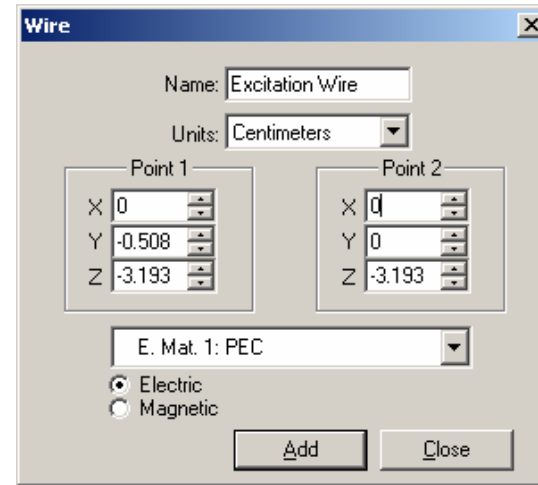 Wire
Name: Excitation Wire
Units: Centimeters
Point 1 Point 2
X 0 X 0
Y -0.508 Y 0
Z -3.193 Z -3.193
E. Mat. 1: PEC
Electric
Magnetic
Add Close